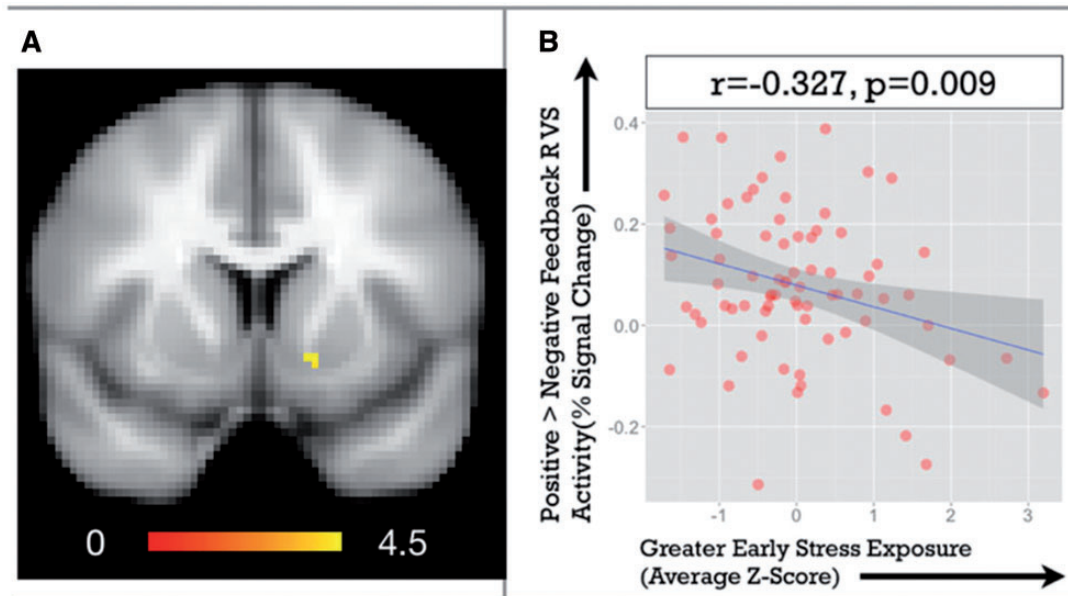 A
0
4.5
B
r=-0.327, p=0.009
Positive > Negative Feedback R VS
Activity(% Signal Change)
0.4
0.2
0.0
-0.2
-1 0 1 2 3
Greater Early Stress Exposure
(Average Z-Score)